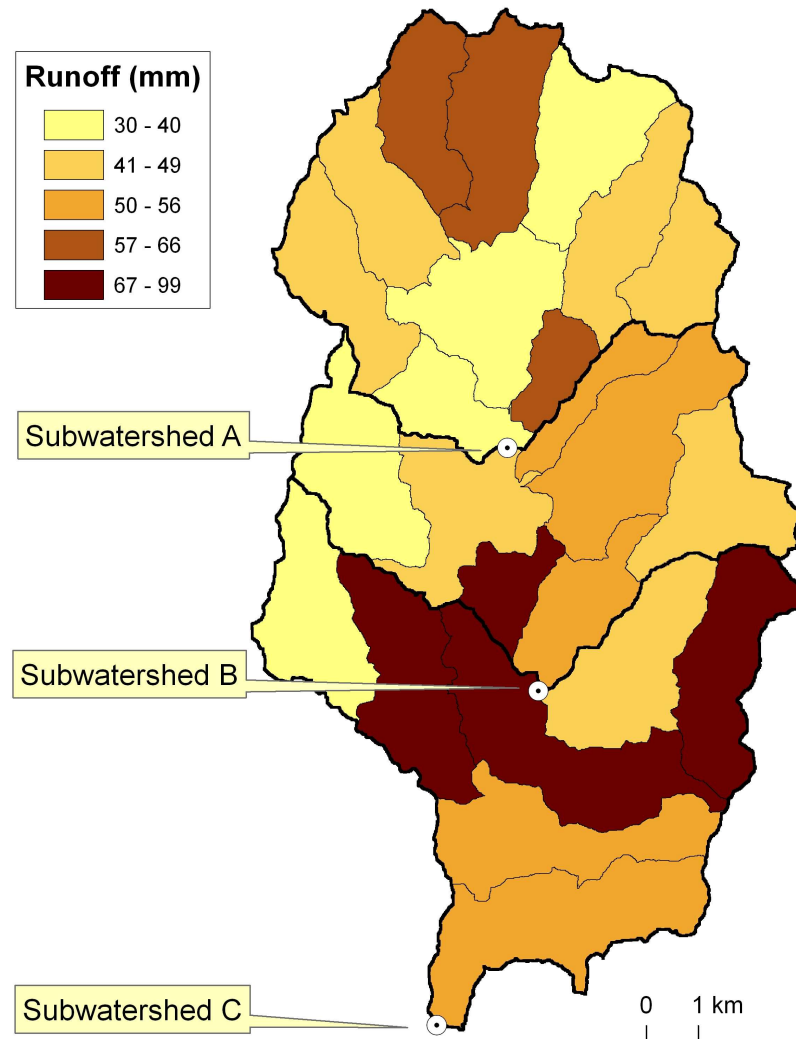 Runoff (mm)
30 - 40
41 - 49
50 - 56
57 - 66
67 - 99
Subwatershed A
Subwatershed B
Subwatershed C
0 1 km